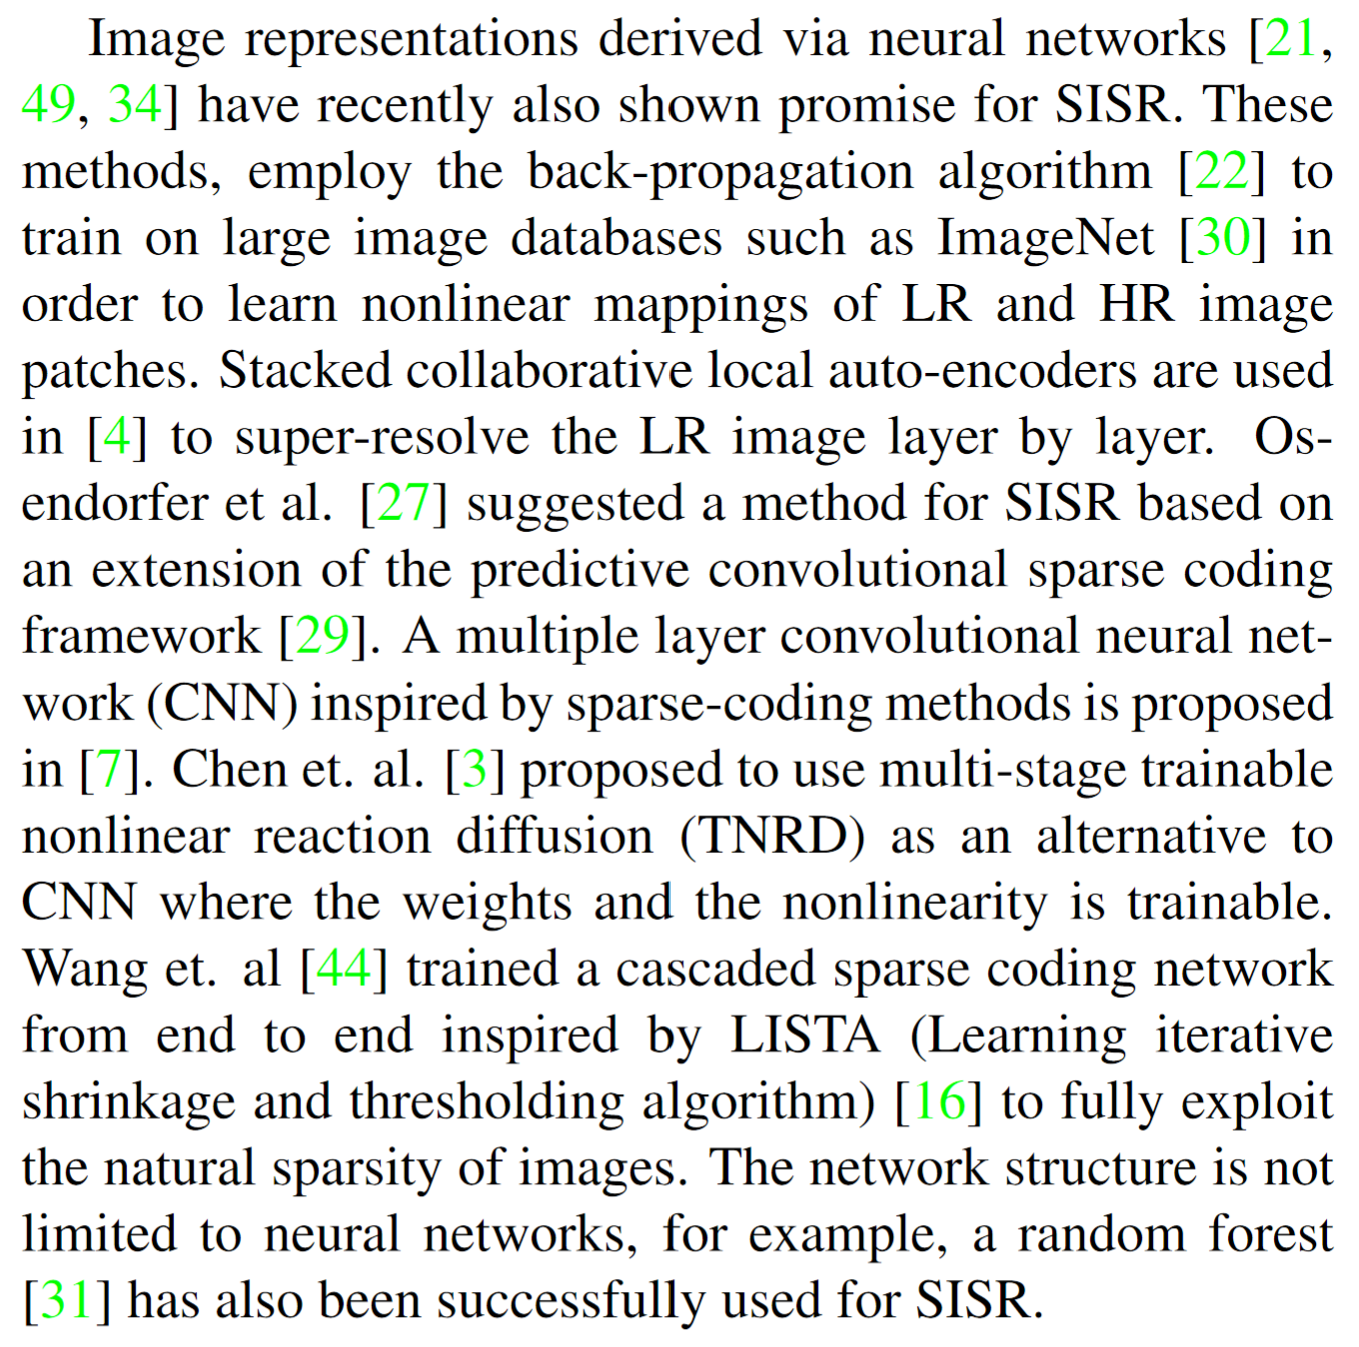 Image representations derived via neural networks [21,
49, 34] have recently also shown promise for SISR. These
methods, employ the back-propagation algorithm [22] to
train on large image databases such as ImageNet [30] in
order to learn nonlinear mappings of LR and HR image
patches. Stacked collaborative local auto-encoders are used
in [4] to super-resolve the LR image layer by layer. Os-
endorfer et al. [27] suggested a method for SISR based on
an extension of the predictive convolutional sparse coding
framework [29]. A multiple layer convolutional neural net-
work (CNN) inspired by sparse-coding methods is proposed
in [7]. Chen et. al. [3] proposed to use multi-stage trainable
nonlinear reaction diffusion (TNRD) as an alternative to
CNN where the weights and the nonlinearity is trainable.
Wang et. al [44] trained a cascaded sparse coding network
from end to end inspired by LISTA (Learning iterative
shrinkage and thresholding algorithm) [16] to fully exploit
the natural sparsity of images. The network structure is not
limited to neural networks, for example, a random forest
[31] has also been successfully used for SISR.